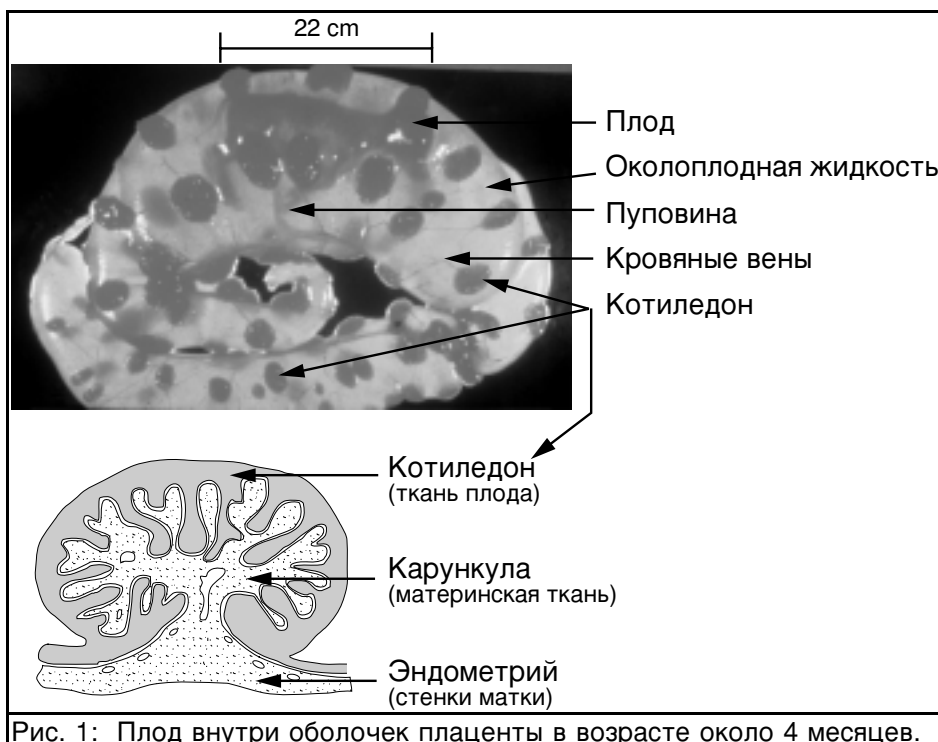 22 cm
Плод
Околоплодная жидкость
Пуповина
Кровяные вены
Котиледон
Котиледон
(ткань плода)
Карункула
(материнская ткань)
Эндометрий
(стенки матки)
Рис. 1: Плод внутри оболочек плаценты в возрасте около 4 месяцев.